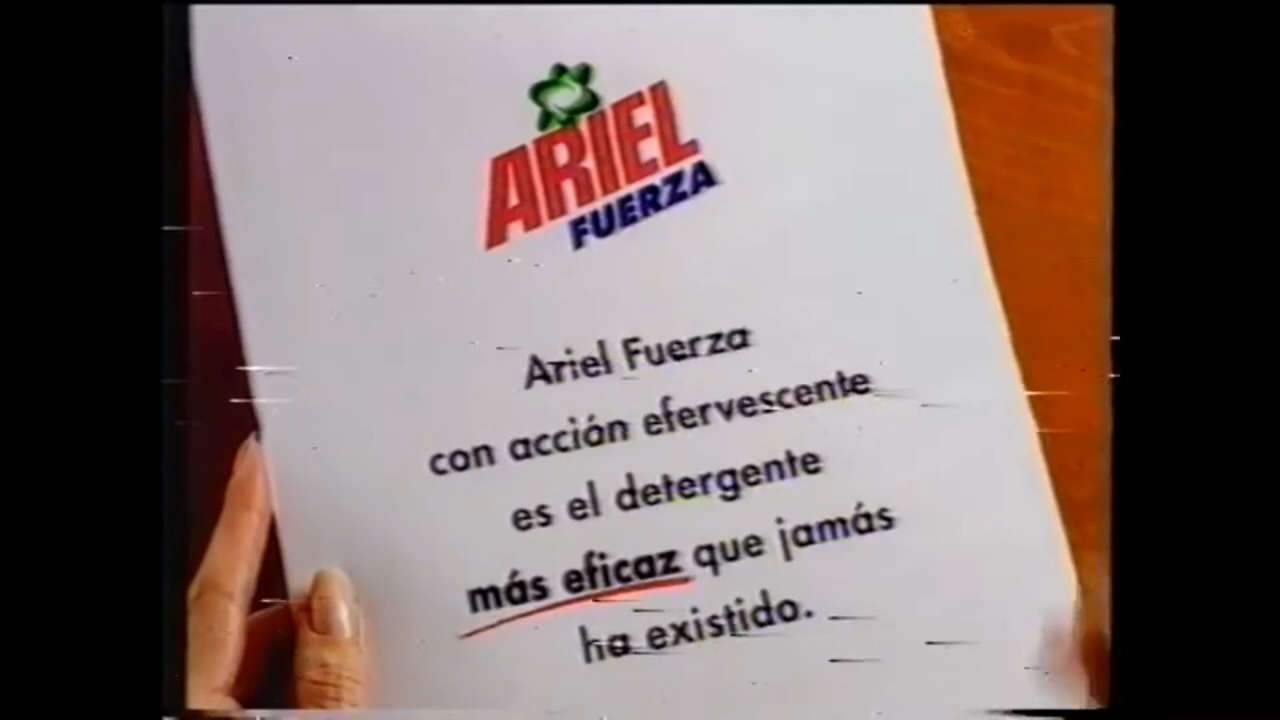 ARIEL
FUERZA
Ariel Fuerza
con acción efervescente
es el detergente
más eficaz que jamás
ha existido.